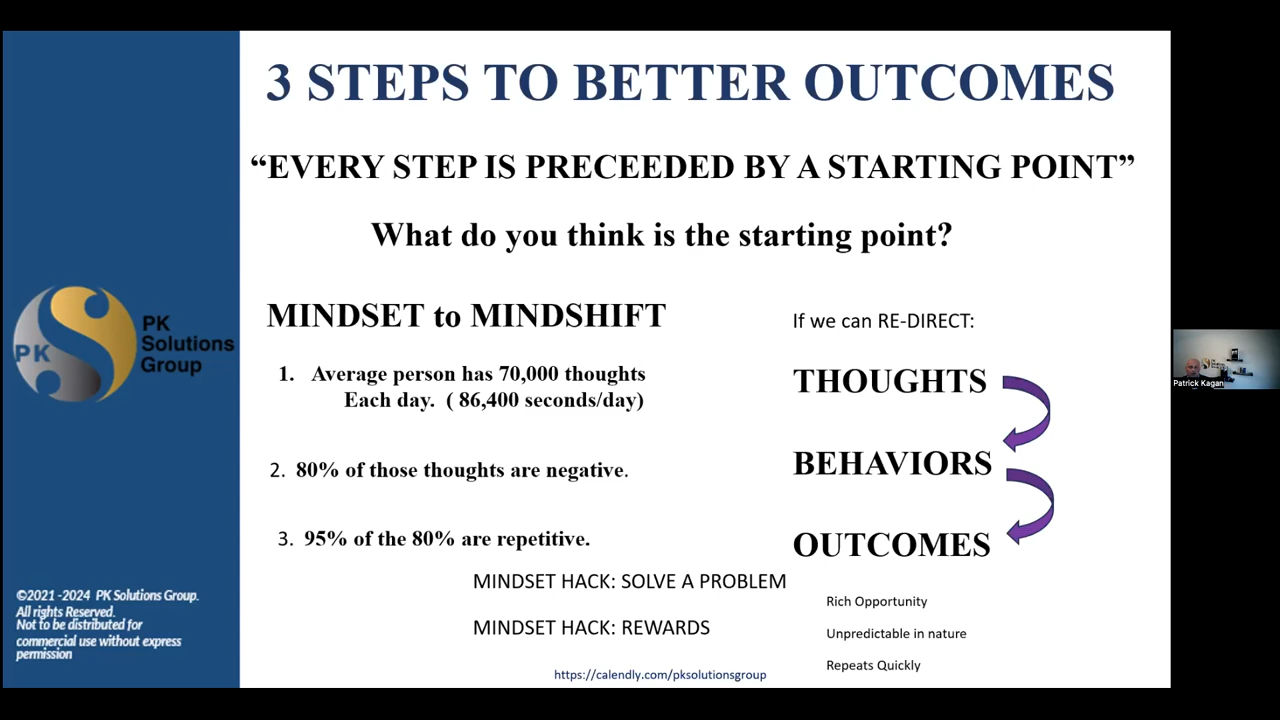 3 STEPS TO BETTER OUTCOMES
“EVERY STEP IS PRECEEDED BY A STARTING POINT”
What do you think is the starting point?
MINDSET to MINDSHIFT
1. Average person has 70,000 thoughts
Each day. ( 86,400 seconds/day)
2. 80% of those thoughts are negative.
3. 95% of the 80% are repetitive.
If we can RE-DIRECT:
THOUGHTS
BEHAVIORS
OUTCOMES
MINDSET HACK: SOLVE A PROBLEM
MINDSET HACK: REWARDS
Rich Opportunity
Unpredictable in nature
Repeats Quickly
https://calendly.com/pksolutionsgroup
PK
PK
Solutions
Group
©2021 -2024 PK Solutions Group.
All rights Reserved.
Not to be distributed for
commercial use without express
permission
Patrick Kagan